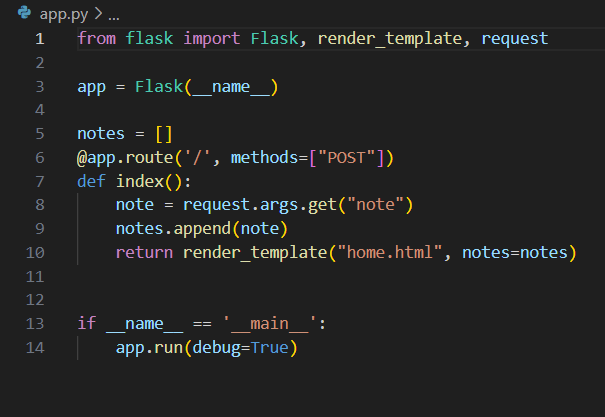 app.py > ...
1 from flask import Flask, render_template, request
2
3 app = Flask(__name__)
4
5 notes = []
6 @app.route('/', methods=["POST"])
7 def index():
8     note = request.args.get("note")
9     notes.append(note)
10     return render_template("home.html", notes=notes)
11
12
13 if __name__ == '__main__':
14     app.run(debug=True)